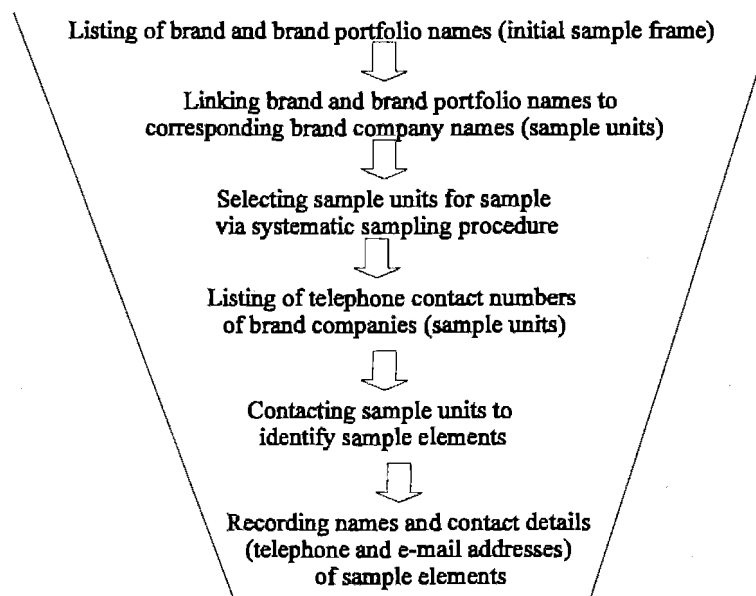 Listing of brand and brand portfolio names (initial sample frame)
Linking brand and brand portfolio names to
corresponding brand company names (sample units)
Selecting sample units for sample
via systematic sampling procedure
Listing of telephone contact numbers
of brand companies (sample units)
Contacting sample units to
identify sample elements
Recording names and contact details
(telephone and e-mail addresses)
of sample elements